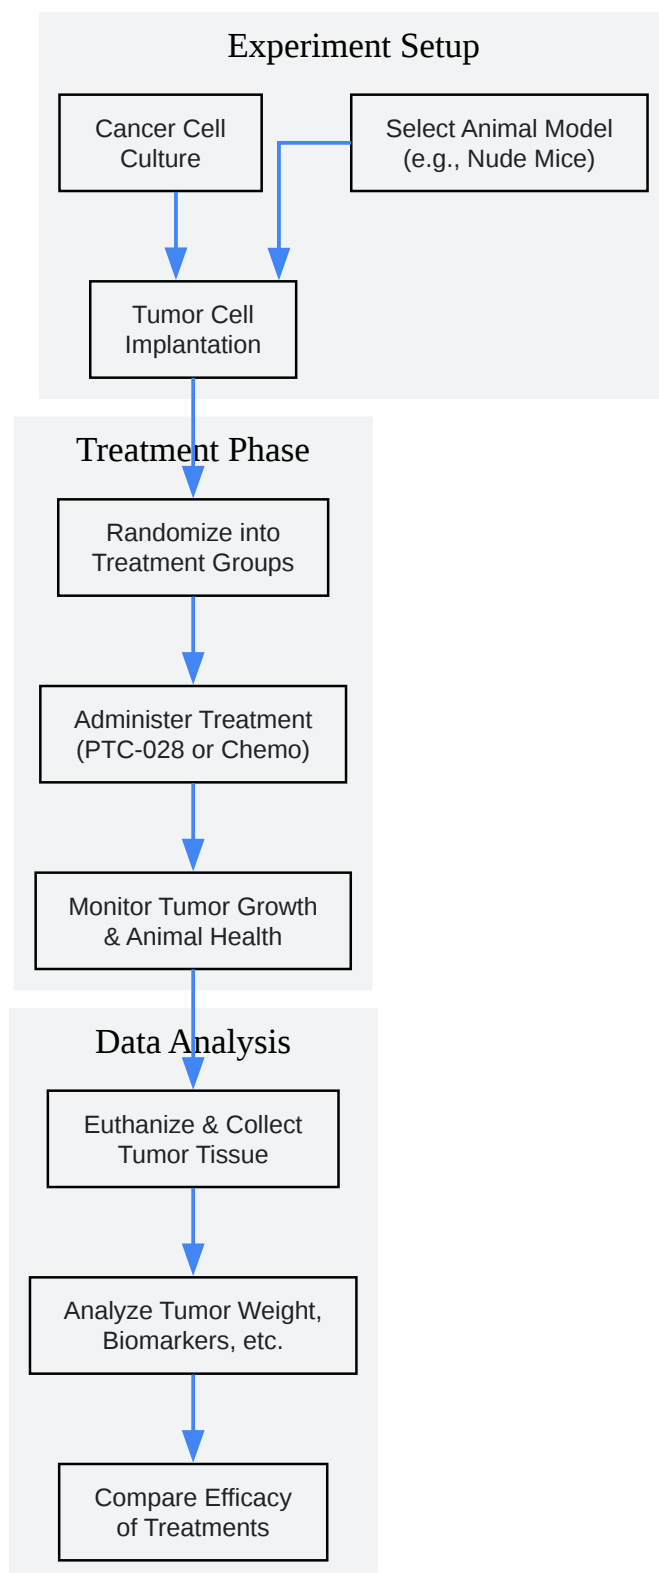 Experiment Setup
Cancer Cell
Culture
Select Animal Model
(e.g., Nude Mice)
Tumor Cell
Implantation
Treatment Phase
Randomize into
Treatment Groups
Administer Treatment
(PTC-028 or Chemo)
Monitor Tumor Growth
& Animal Health
Data Analysis
Euthanize & Collect
Tumor Tissue
Analyze Tumor Weight,
Biomarkers, etc.
Compare Efficacy
of Treatments